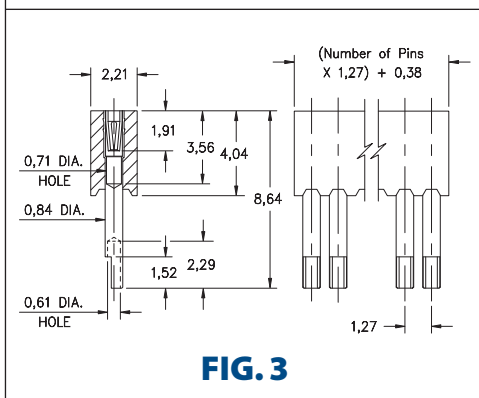 2,21
(Number of Pins
X 1,27) + 0,38
1,91
3,56
4,04
0,71 DIA.
HOLE
8,64
0,84 DIA.
2,29
1,52
0,61 DIA.
HOLE
1,27
FIG. 3